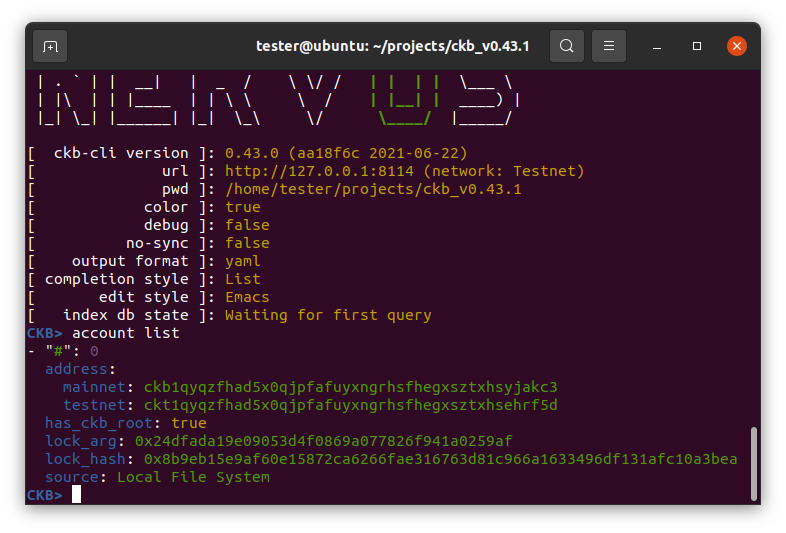 tester@ubuntu: ~/projects/ckb_v0.43.1
| . ` | |  __|   |  _  /    \ \/ /   | |  | |  \___ \
| |\  | | |____  | | \ \     \  /    | |__| |  ____) |
|_| \_| |______| |_|  \_\     \/      \____/  |_____/
[  ckb-cli version ]: 0.43.0 (aa18f6c 2021-06-22)
[              url ]: http://127.0.0.1:8114 (network: Testnet)
[              pwd ]: /home/tester/projects/ckb_v0.43.1
[            color ]: true
[            debug ]: false
[          no-sync ]: false
[    output format ]: yaml
[ completion style ]: List
[       edit style ]: Emacs
[   index db state ]: Waiting for first query
CKB> account list
- "#": 0
  address:
    mainnet: ckb1qyqzfhad5x0qjpfafuyxngrhsfhegxsztxhsyjakc3
    testnet: ckt1qyqzfhad5x0qjpfafuyxngrhsfhegxsztxhsehrf5d
  has_ckb_root: true
  lock_arg: 0x24dfada19e09053d4f0869a077826f941a0259af
  lock_hash: 0x8b9eb15e9af60e15872ca6266fae316763d81c966a1633496df131afc10a3bea
  source: Local File System
CKB>